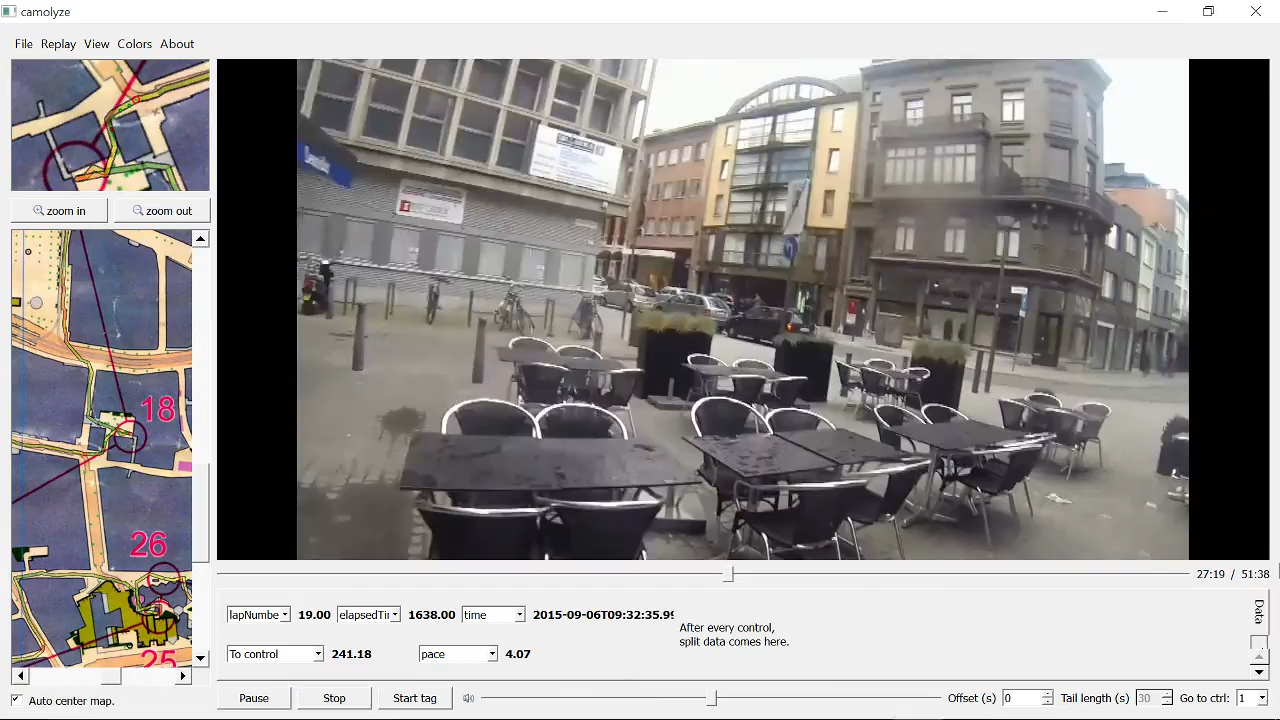 camolyze
File Replay View Colors About
zoom in zoom out
18
26
25
Auto center map.
27:19 / 51:38
lapNumbe 19.00 elapsedTi 1638.00 time 2015-09-06T09:32:35.99
After every control,
split data comes here.
To control 241.18 pace 4.07
Data
Pause Stop Start tag Offset (s) 0 Tail length (s) 30 Go to ctrl: 1